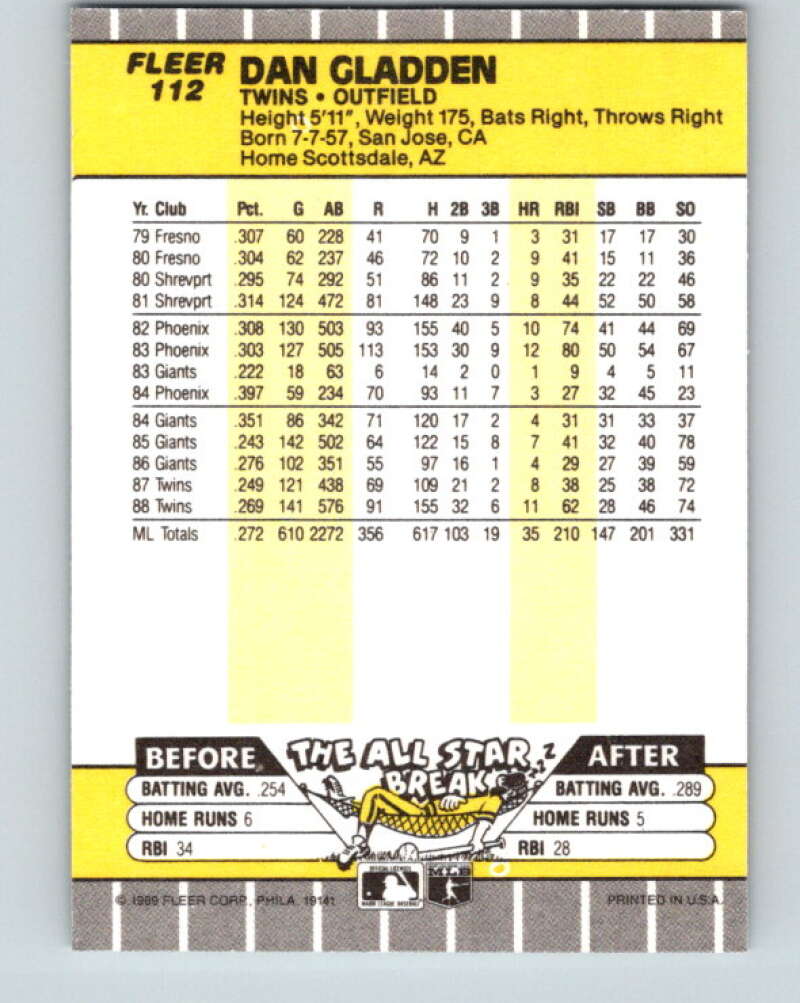 FLEER
112
DAN GLADDEN
TWINS • OUTFIELD
Height 5'11", Weight 175, Bats Right, Throws Right
Born 7-7-57, San Jose, CA
Home Scottsdale, AZ
Yr. Club Pct. G AB R H 2B 3B HR RBI SB BB SO
79 Fresno .307 60 228 41 70 9 1 3 31 17 17 30
80 Fresno .304 62 237 46 72 10 2 9 41 15 11 36
80 Shrevprt .295 74 292 51 86 11 2 9 35 22 22 46
81 Shrevprt .314 124 472 81 148 23 9 8 44 52 50 58
82 Phoenix .308 130 503 93 155 40 5 10 74 41 44 69
83 Phoenix .303 127 505 113 153 30 9 12 80 50 54 67
83 Giants .222 18 63 6 14 2 0 1 9 4 5 11
84 Phoenix .397 59 234 70 93 11 7 3 27 32 45 23
84 Giants .351 86 342 71 120 17 2 4 31 31 33 37
85 Giants .243 142 502 64 122 15 8 7 41 32 40 78
86 Giants .276 102 351 55 97 16 1 4 29 27 39 59
87 Twins .249 121 438 69 109 21 2 8 38 25 38 72
88 Twins .269 141 576 91 155 32 6 11 62 28 46 74
ML Totals .272 610 2272 356 617 103 19 35 210 147 201 331
BEFORE THE ALL STAR BREAK ZZZ AFTER
BATTING AVG. .254 BATTING AVG. .289
HOME RUNS 6 HOME RUNS 5
RBI 34 RBI 28
OFFICIAL LICENSEE
MAJOR LEAGUE BASEBALL
MLB
© 1989 FLEER CORP., PHILA. 19141 PRINTED IN U.S.A.